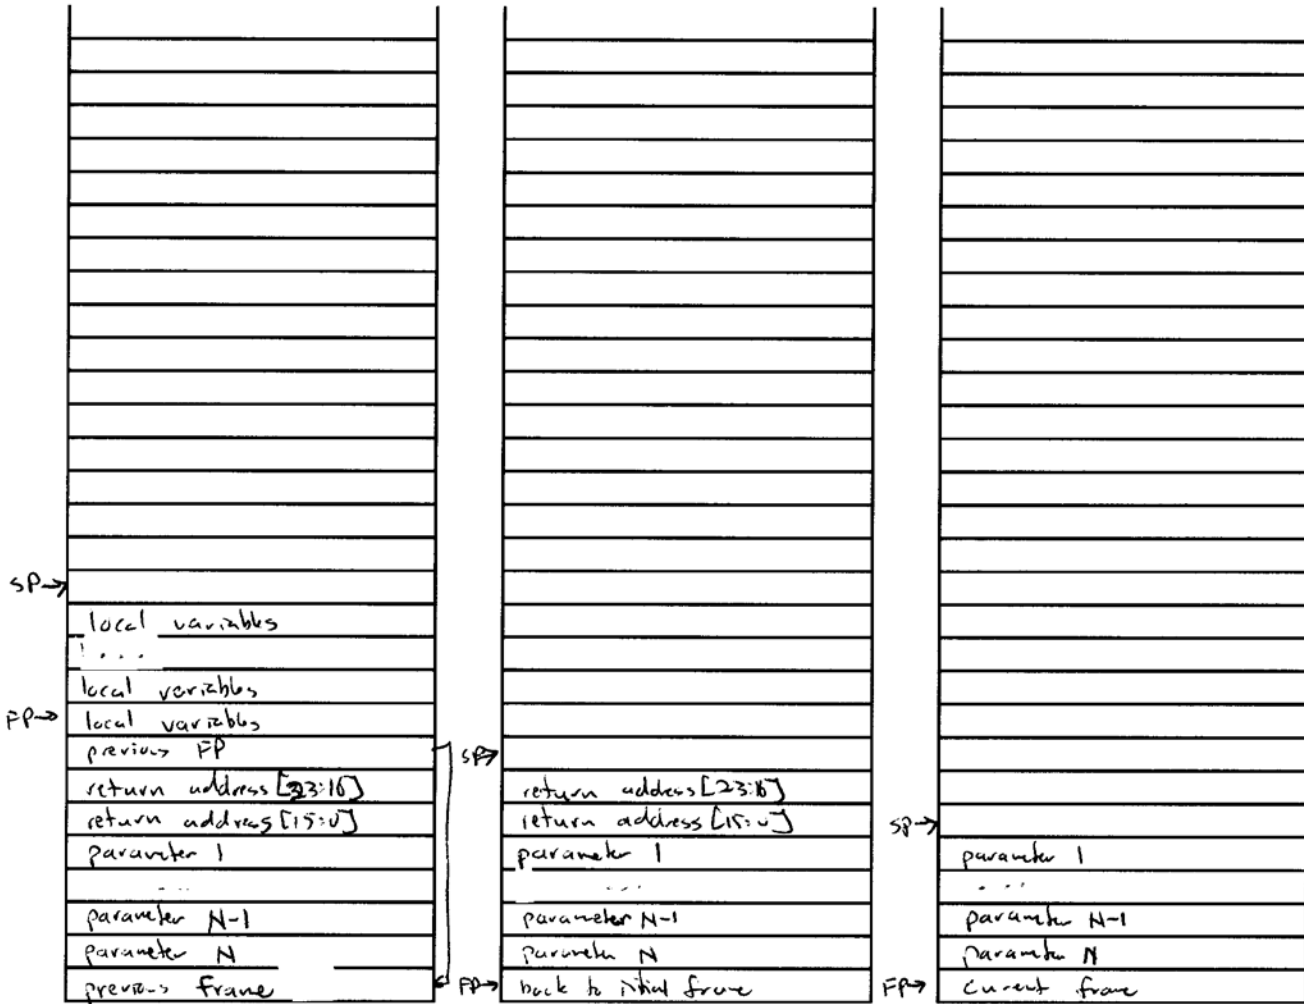 SP→
local variables
....
local variables
FP→ local variables
previous FP
return address [23:16]
return address [15:0]
parameter 1
....
parameter N-1
parameter N
previous frame
SP→
return address [23:16]
return address [15:0]
parameter 1
....
parameter N-1
parameter N
FP→ back to initial frame
SP→
parameter 1
....
parameter N-1
parameter N
FP→ current frame